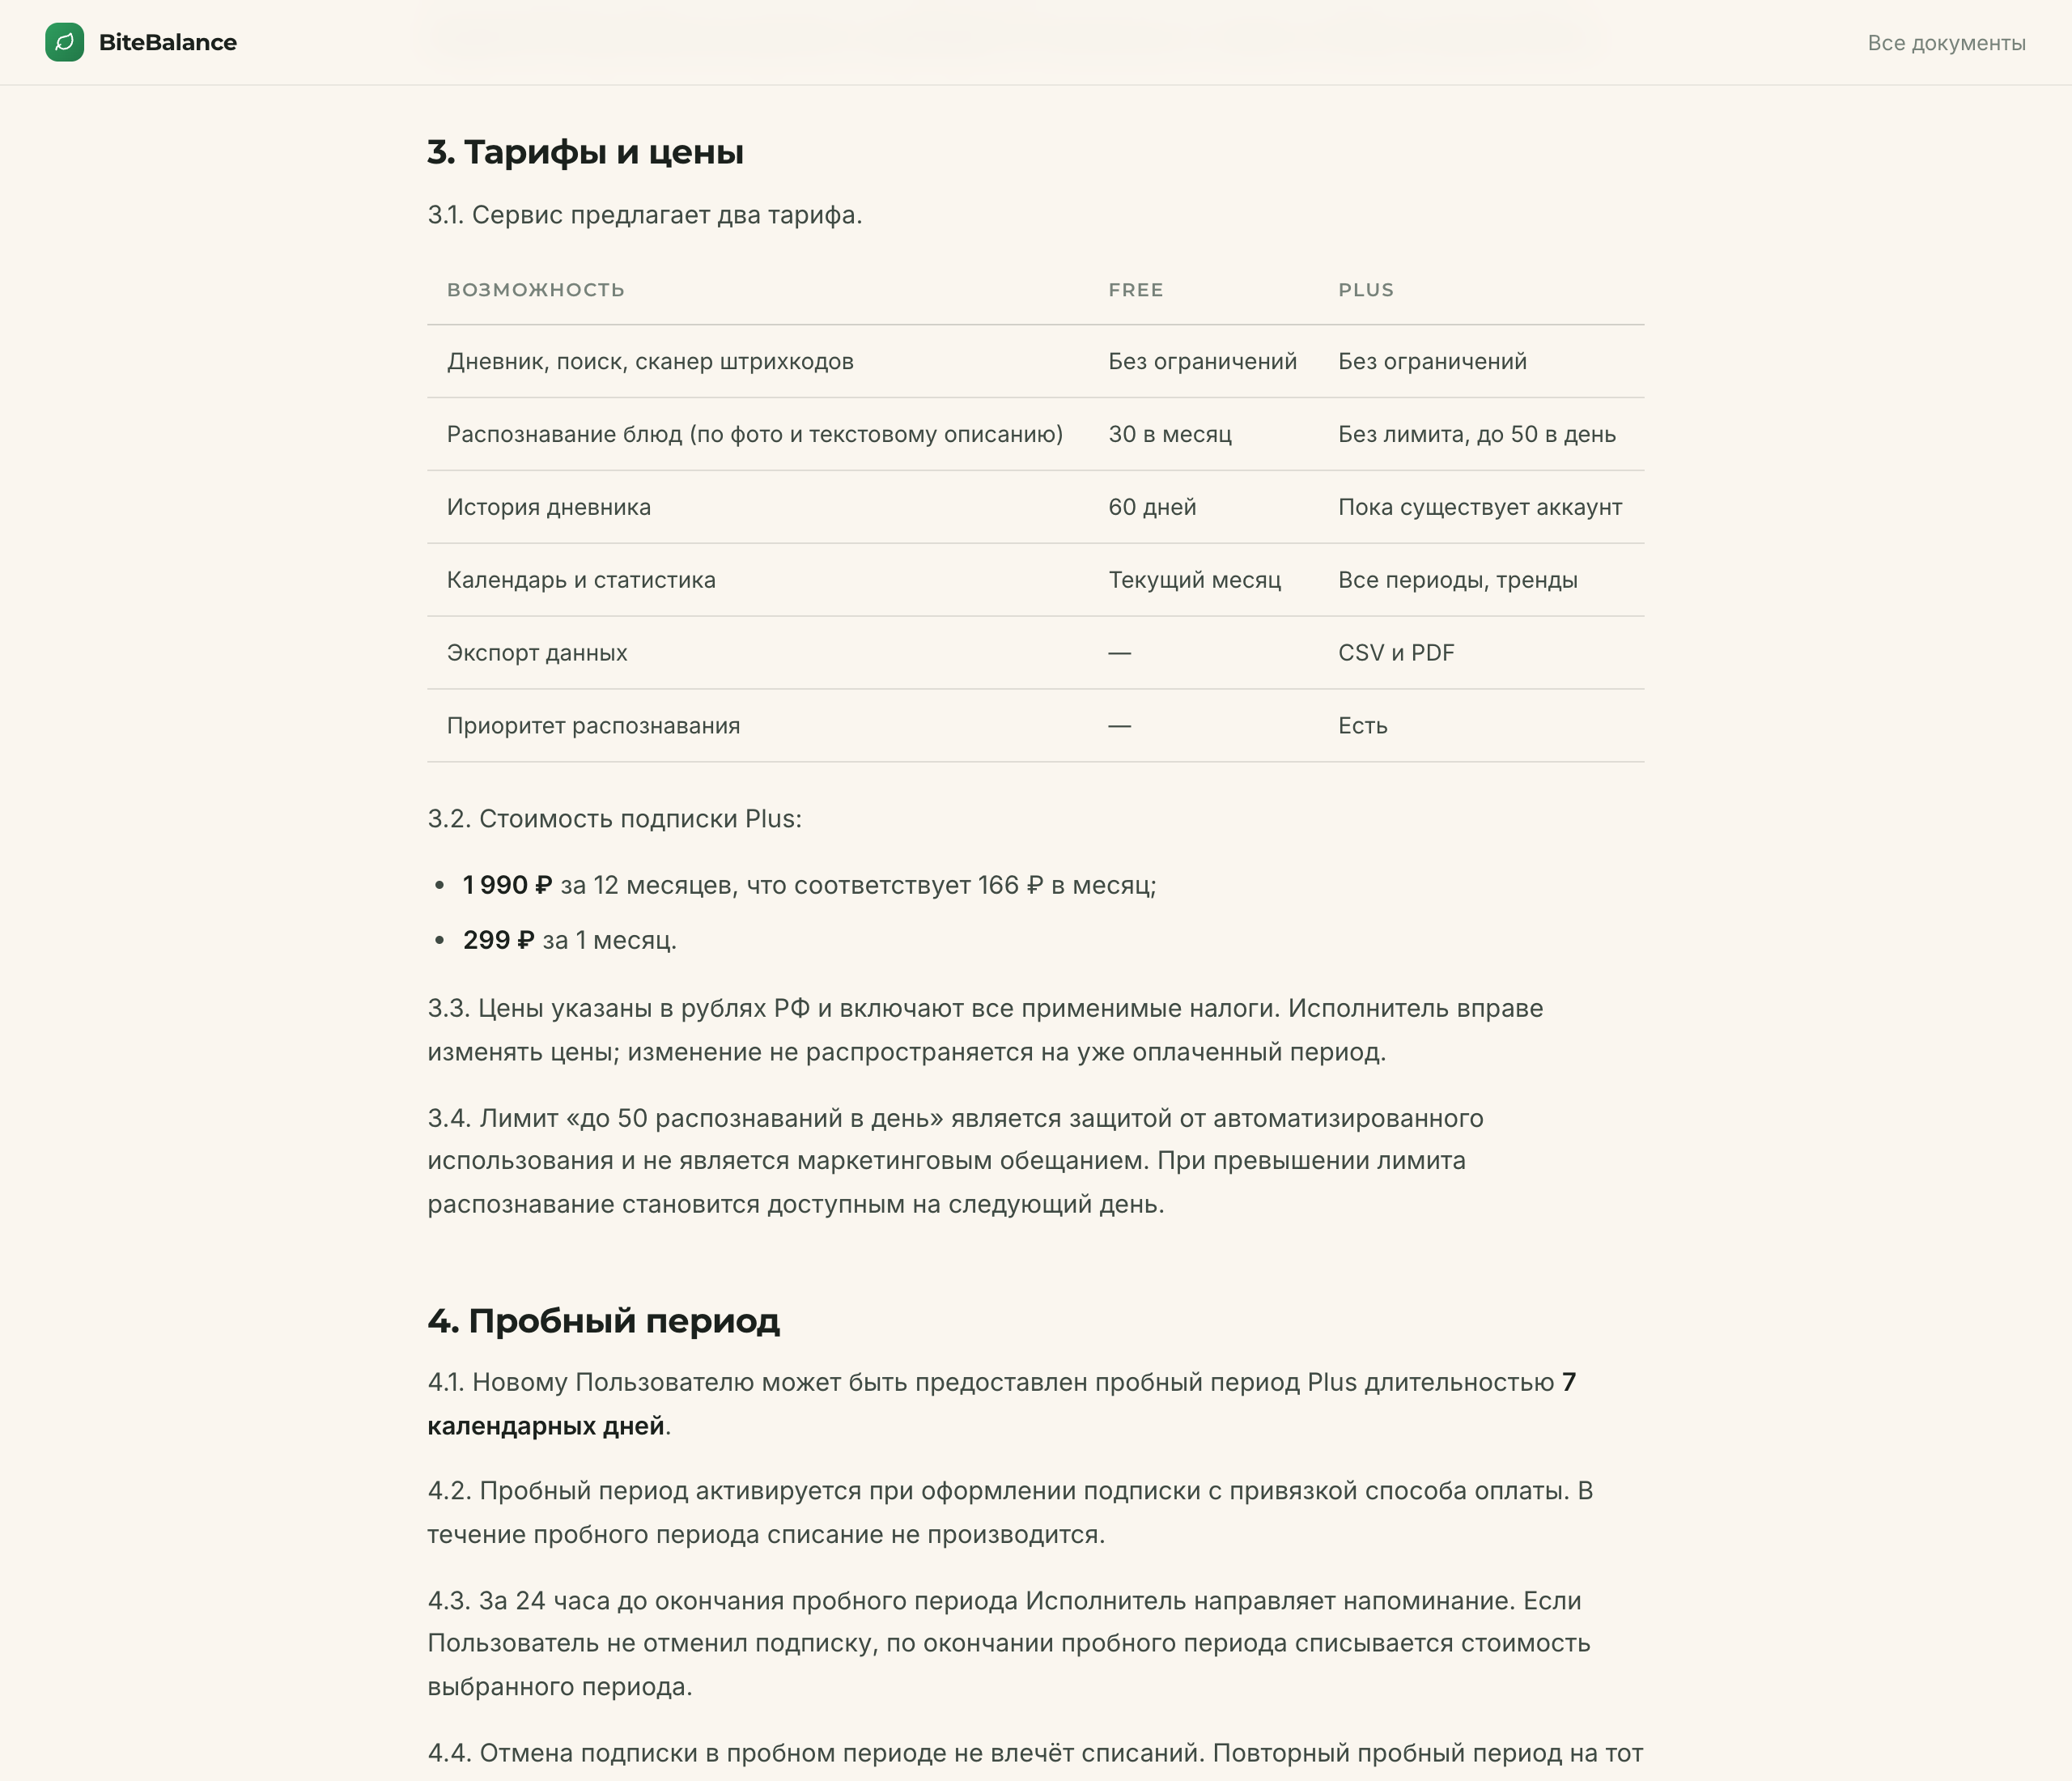 BiteBalance
Все документы
3. Тарифы и цены
3.1. Сервис предлагает два тарифа.
ВОЗМОЖНОСТЬ FREE PLUS
Дневник, поиск, сканер штрихкодов Без ограничений Без ограничений
Распознавание блюд (по фото и текстовому описанию) 30 в месяц Без лимита, до 50 в день
История дневника 60 дней Пока существует аккаунт
Календарь и статистика Текущий месяц Все периоды, тренды
Экспорт данных — CSV и PDF
Приоритет распознавания — Есть
3.2. Стоимость подписки Plus:
• 1 990 ₽ за 12 месяцев, что соответствует 166 ₽ в месяц;
• 299 ₽ за 1 месяц.
3.3. Цены указаны в рублях РФ и включают все применимые налоги. Исполнитель вправе
изменять цены; изменение не распространяется на уже оплаченный период.
3.4. Лимит «до 50 распознаваний в день» является защитой от автоматизированного
использования и не является маркетинговым обещанием. При превышении лимита
распознавание становится доступным на следующий день.
4. Пробный период
4.1. Новому Пользователю может быть предоставлен пробный период Plus длительностью 7
календарных дней.
4.2. Пробный период активируется при оформлении подписки с привязкой способа оплаты. В
течение пробного периода списание не производится.
4.3. За 24 часа до окончания пробного периода Исполнитель направляет напоминание. Если
Пользователь не отменил подписку, по окончании пробного периода списывается стоимость
выбранного периода.
4.4. Отмена подписки в пробном периоде не влечёт списаний. Повторный пробный период на тот